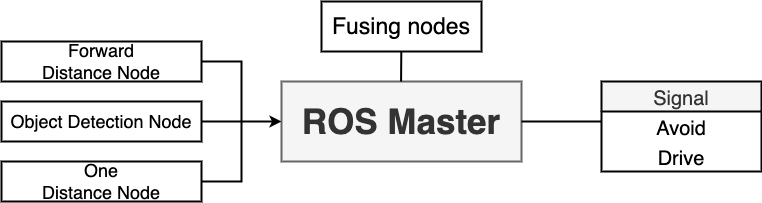 Fusing nodes
Forward
Distance Node
Object Detection Node
One
Distance Node
ROS Master
Signal
Avoid
Drive